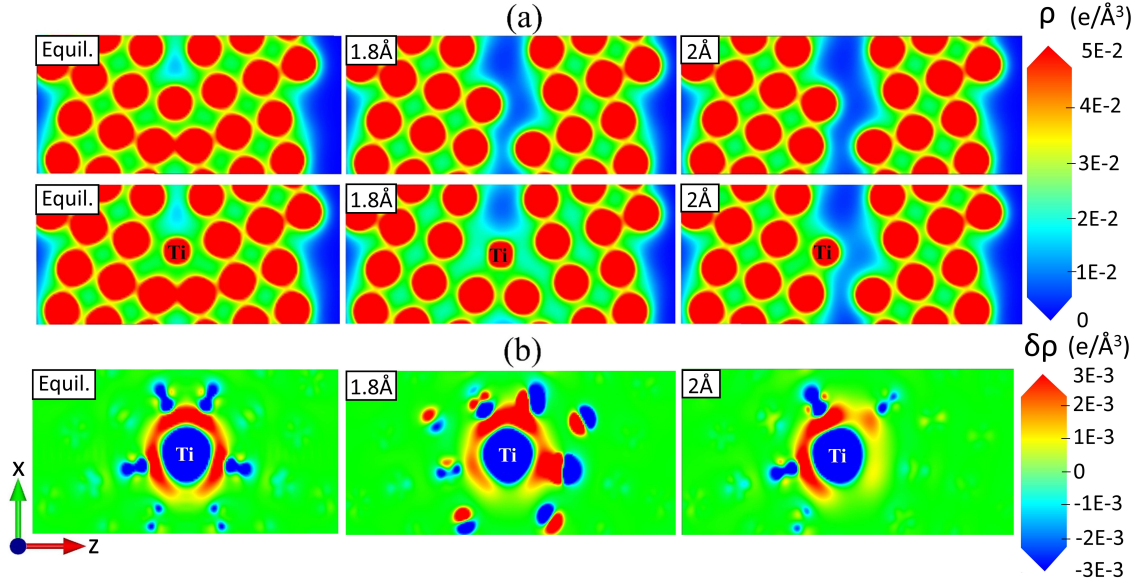 (a)
ρ (e/Å³)
Equil.
1.8Å
2Å
5E-2
4E-2
3E-2
2E-2
1E-2
0
Equil.
1.8Å
2Å
Ti
Ti
Ti
(b)
δρ (e/Å³)
Equil.
1.8Å
2Å
3E-3
2E-3
1E-3
0
-1E-3
-2E-3
-3E-3
Ti
Ti
Ti
X
Z